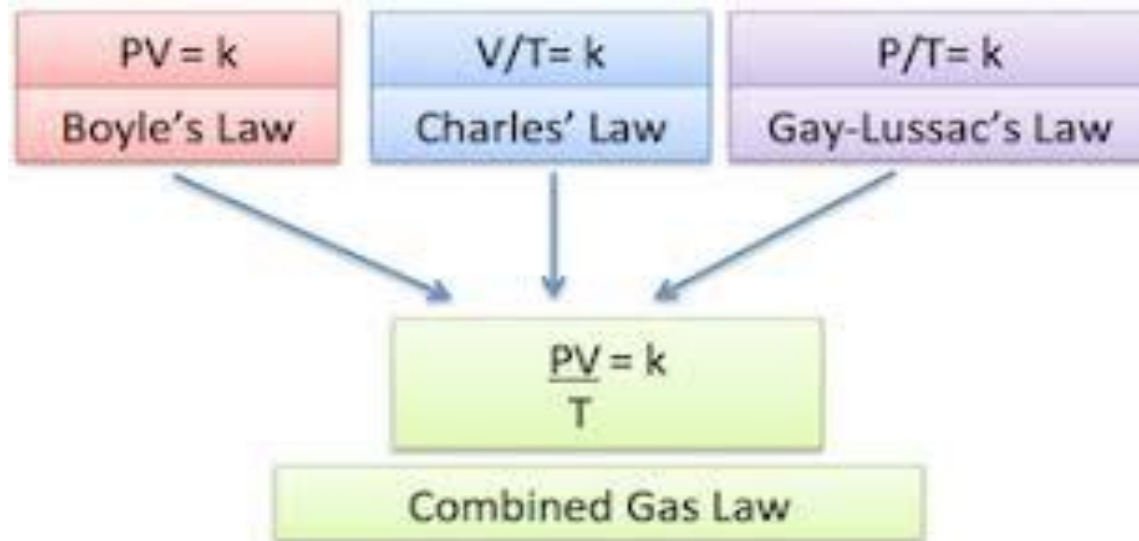 PV = k
Boyle's Law
V/T= k
Charles' Law
P/T= k
Gay-Lussac's Law
PV = k
T
Combined Gas Law